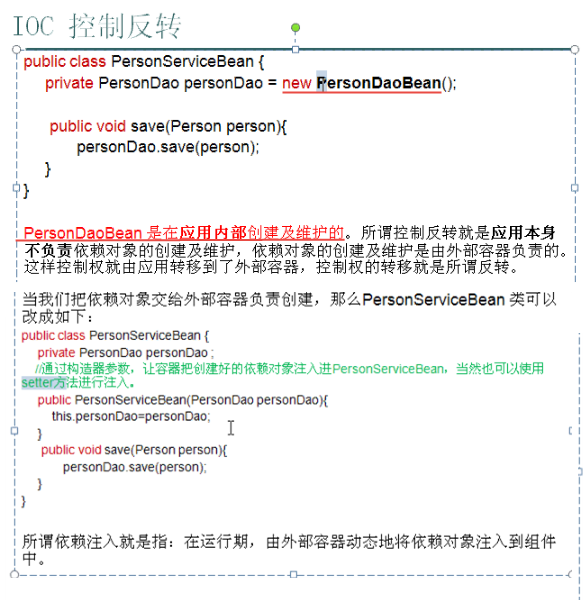 IOC 控制反转
public class PersonServiceBean {
private PersonDao personDao = new PersonDaoBean();
public void save(Person person){
personDao.save(person);
}
}
PersonDaoBean 是在应用内部创建及维护的。所谓控制反转就是应用本身
不负责依赖对象的创建及维护，依赖对象的创建及维护是由外部容器负责的。
这样控制权就由应用转移到了外部容器，控制权的转移就是所谓反转。
当我们把依赖对象交给外部容器负责创建，那么PersonServiceBean 类可以
改成如下：
public class PersonServiceBean {
private PersonDao personDao ;
//通过构造器参数，让容器把创建好的依赖对象注入进PersonServiceBean，当然也可以使用
setter方法进行注入。
public PersonServiceBean(PersonDao personDao){
this.personDao=personDao;
}
public void save(Person person){
personDao.save(person);
}
}
所谓依赖注入就是指：在运行期，由外部容器动态地将依赖对象注入到组件
中。